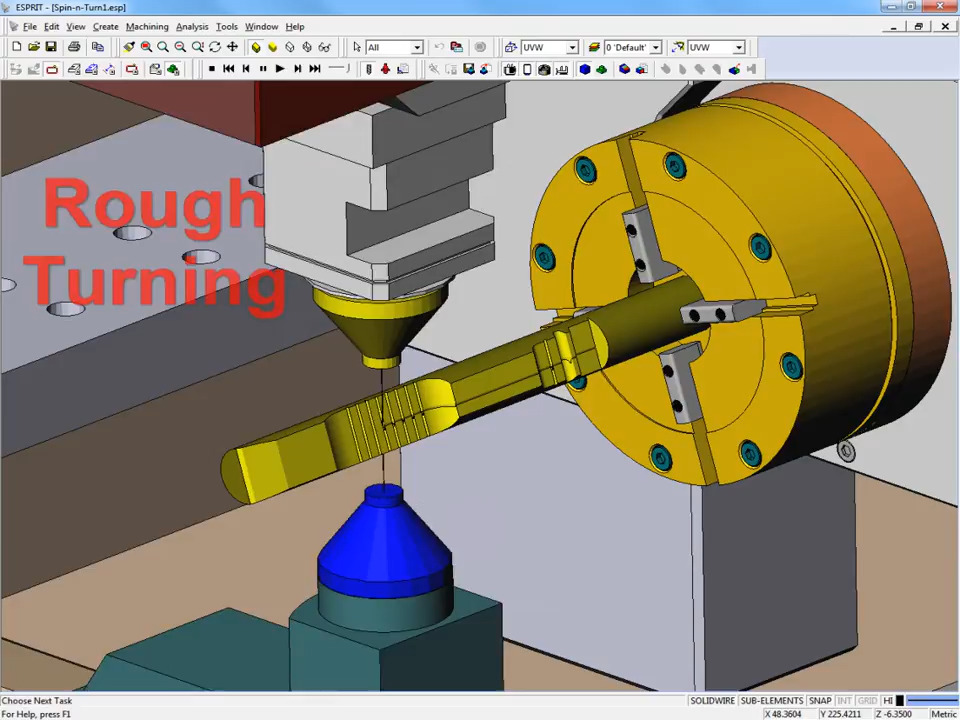 ESPRIT - [Spin-n-Turn1.esp]
File Edit View Create Machining Analysis Tools Window Help
All UVW 0 'Default' UVW
Rough
Turning
Choose Next Task SOLIDWIRE SUB-ELEMENTS SNAP INT GRID HI
For Help, press F1 X 48.3604 Y 225.4211 Z -6.3500 Metric